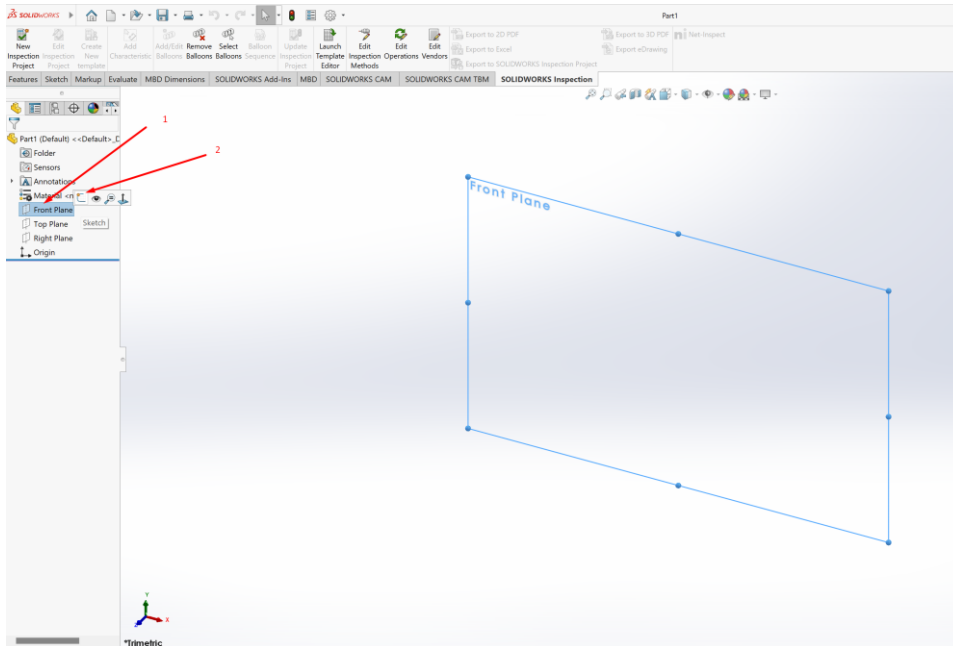 SOLIDWORKS
Part1
New Inspection Project
Edit Inspection Project
Create New template
Add Characteristic
Add/Edit Balloons
Remove Balloons
Select Balloons
Balloon Sequence
Update Inspection Project
Launch Template Editor
Edit Inspection Methods
Edit Operations
Edit Vendors
Export to 2D PDF
Export to Excel
Export to SOLIDWORKS Inspection Project
Export to 3D PDF
Export eDrawing
Net-Inspect
Features Sketch Markup Evaluate MBD Dimensions SOLIDWORKS Add-Ins MBD SOLIDWORKS CAM SOLIDWORKS CAM TBM SOLIDWORKS Inspection
1
2
Part1 (Default) <<Default>_D
Folder
Sensors
Annotations
Material <n
Front Plane
Top Plane
Sketch
Right Plane
Origin
Front Plane
Y
X
*Trimetric